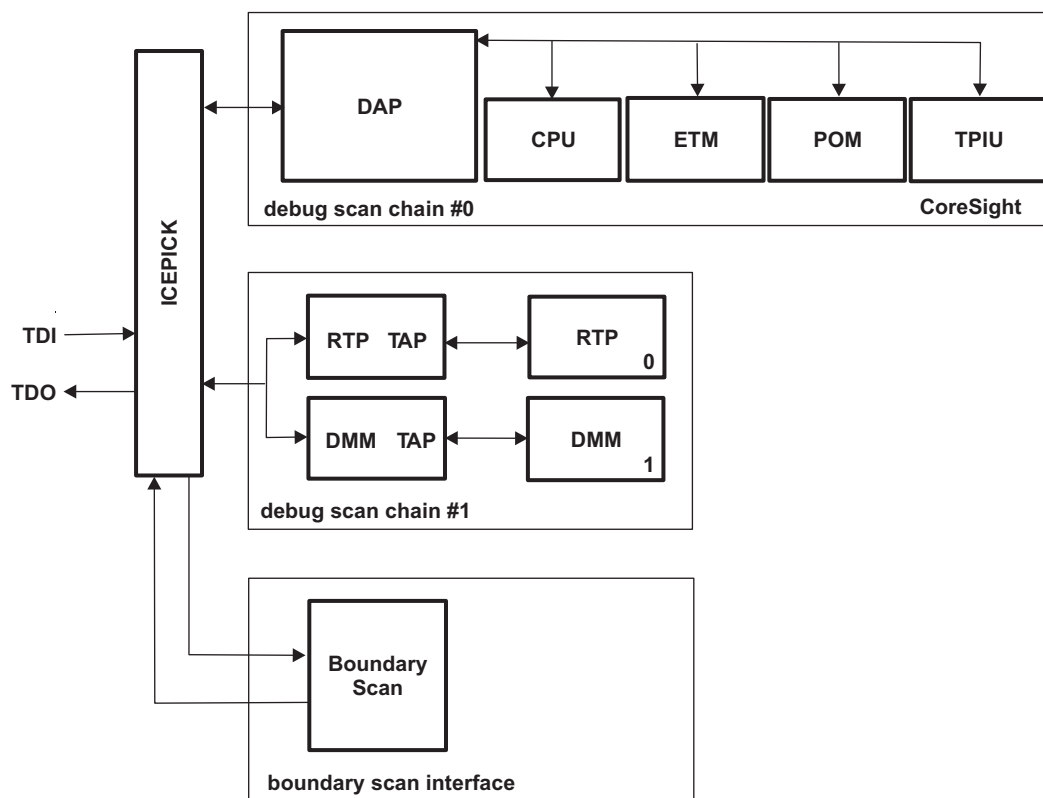 DAP
CPU
ETM
POM
TPIU
debug scan chain #0
CoreSight
ICEPICK
TDI
TDO
RTP TAP
RTP
0
DMM TAP
DMM
1
debug scan chain #1
Boundary
Scan
boundary scan interface